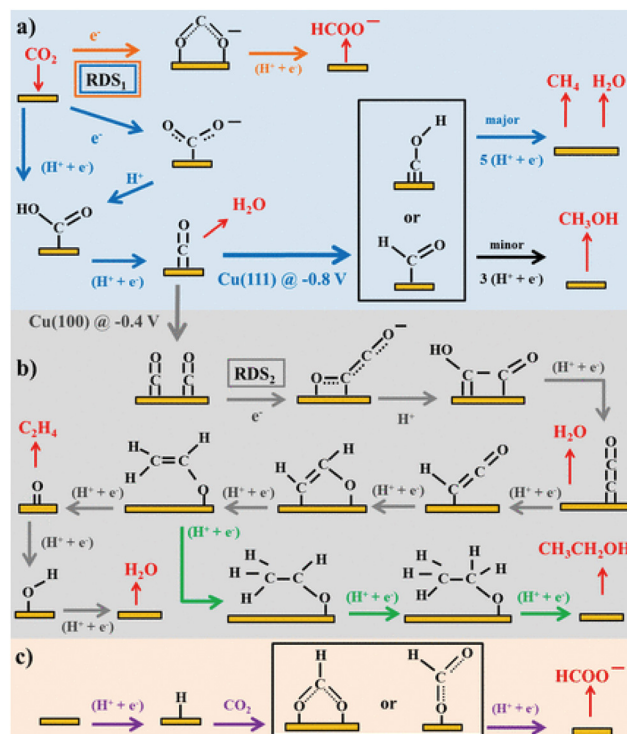 a)
CO₂
e⁻
RDS₁
C
O O
−
(H⁺ + e⁻)
HCOO⁻
e⁻
O O −
C
(H⁺ + e⁻)
H⁺
HO O
C
(H⁺ + e⁻)
O
C
H₂O
Cu(111) @ -0.8 V
H
O
C
or
H O
C
major
5 (H⁺ + e⁻)
CH₄ H₂O
minor
3 (H⁺ + e⁻)
CH₃OH
Cu(100) @ -0.4 V
b)
O O
C C
RDS₂
e⁻
O −
C
O C
H⁺
HO O
C C
(H⁺ + e⁻)
O
C
C
H₂O
(H⁺ + e⁻)
O
H C
C
(H⁺ + e⁻)
H
C
C O
(H⁺ + e⁻)
H H
C C
H O
(H⁺ + e⁻)
C₂H₄
O
(H⁺ + e⁻)
H
O
(H⁺ + e⁻)
H₂O
(H⁺ + e⁻)
H H
H C C
H O
(H⁺ + e⁻)
H H
H C C H
H O
(H⁺ + e⁻)
CH₃CH₂OH
c)
(H⁺ + e⁻)
H
CO₂
H
C
O O
or
H O
C
O
(H⁺ + e⁻)
HCOO⁻